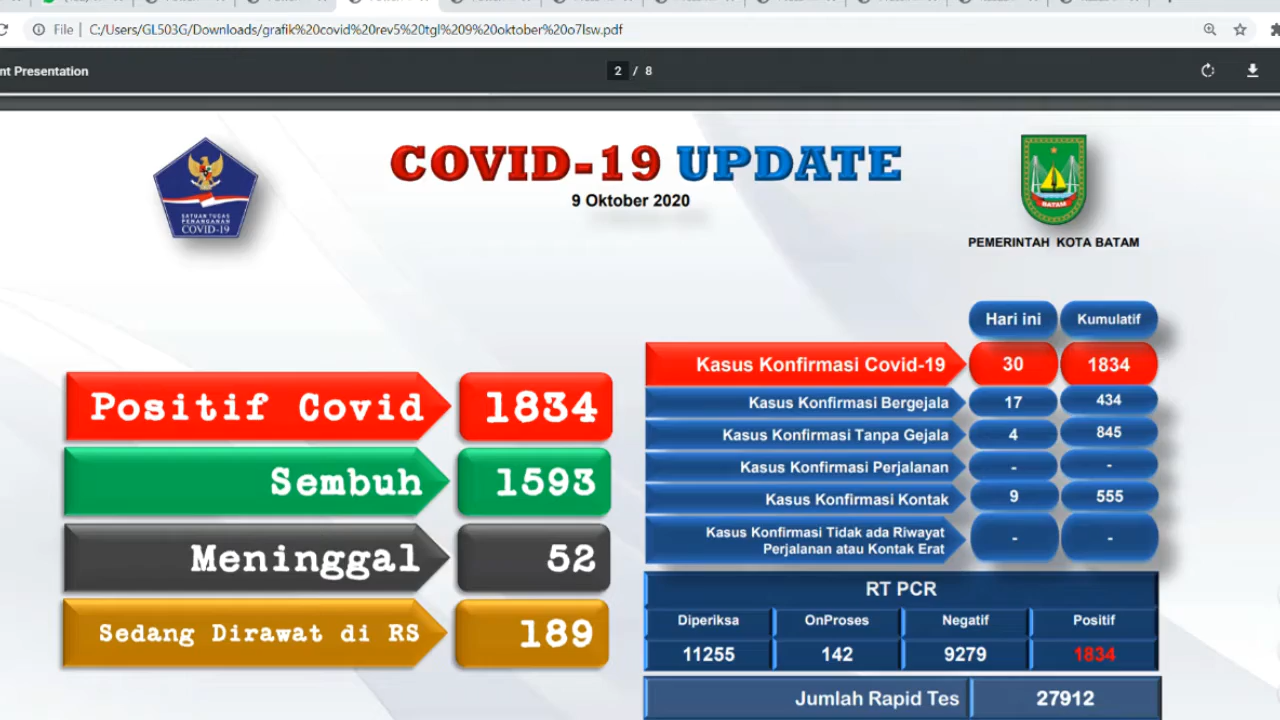 File
C:/Users/GL503G/Downloads/grafik%20covid%20rev5%20tgl%209%20oktober%20o7lsw.pdf
nt Presentation
2 / 8
COVID-19 UPDATE
9 Oktober 2020
SATUAN TUGAS
PENANGANAN
COVID-19
BATAM
PEMERINTAH KOTA BATAM
Positif Covid 1834
Sembuh 1593
Meninggal 52
Sedang Dirawat di RS 189
Hari ini Kumulatif
Kasus Konfirmasi Covid-19 30 1834
Kasus Konfirmasi Bergejala 17 434
Kasus Konfirmasi Tanpa Gejala 4 845
Kasus Konfirmasi Perjalanan - -
Kasus Konfirmasi Kontak 9 555
Kasus Konfirmasi Tidak ada Riwayat
Perjalanan atau Kontak Erat - -
RT PCR
Diperiksa OnProses Negatif Positif
11255 142 9279 1834
Jumlah Rapid Tes 27912